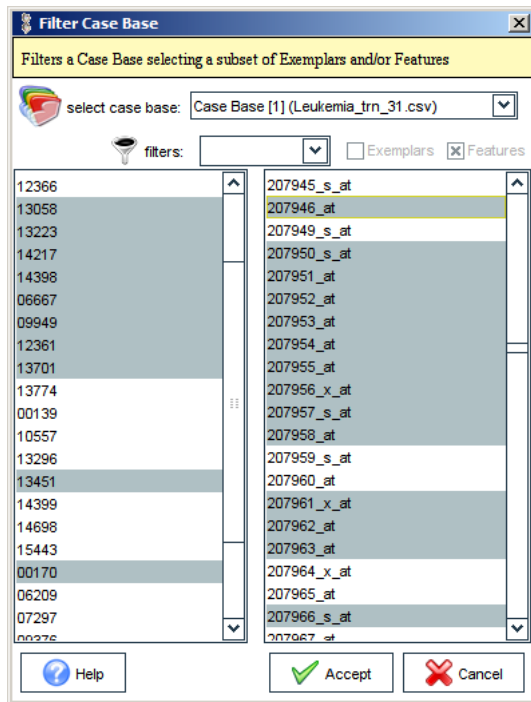 Filter Case Base
Filters a Case Base selecting a subset of Exemplars and/or Features
select case base: Case Base [1] (Leukemia_trn_31.csv)
filters: Exemplars Features
12366
13058
13223
14217
14398
06667
09949
12361
13701
13774
00139
10557
13296
13451
14399
14698
15443
00170
06209
07297
09376
207945_s_at
207946_at
207949_s_at
207950_s_at
207951_at
207952_at
207953_at
207954_at
207955_at
207956_x_at
207957_s_at
207958_at
207959_s_at
207960_at
207961_x_at
207962_at
207963_at
207964_x_at
207965_at
207966_s_at
207967_at
Help Accept Cancel